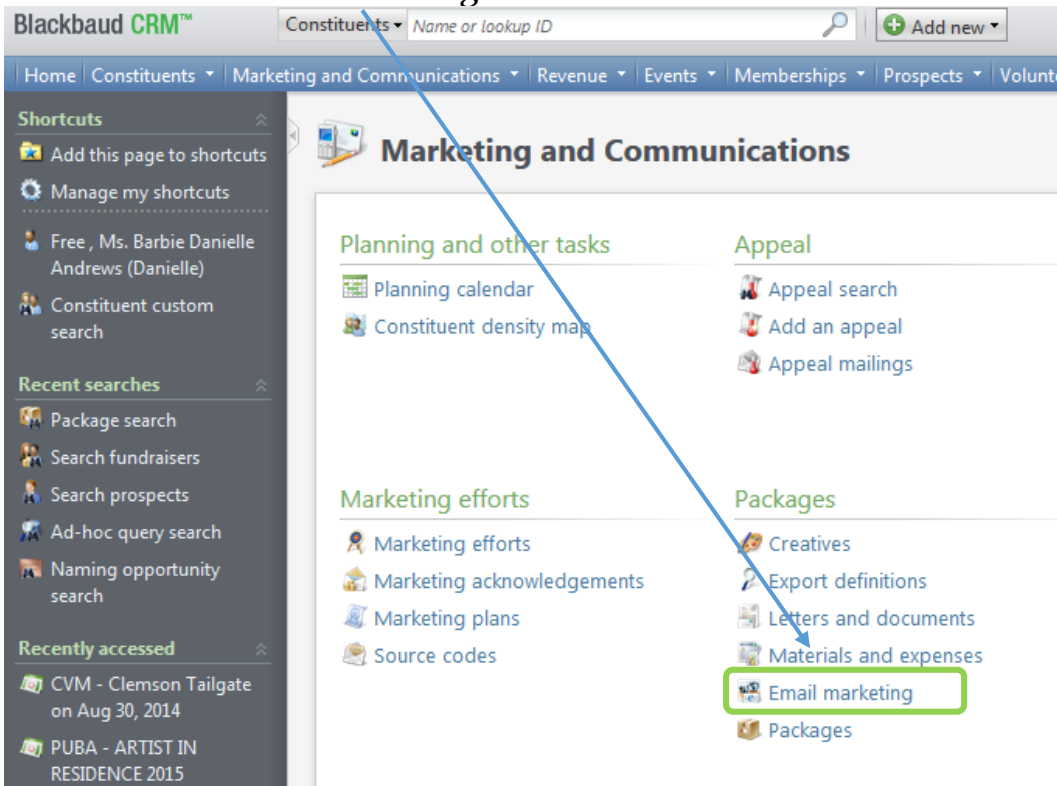 Blackbaud CRM™
Constituents
Name or lookup ID
Add new
Home
Constituents
Marketing and Communications
Revenue
Events
Memberships
Prospects
Shortcuts
Add this page to shortcuts
Manage my shortcuts
Free , Ms. Barbie Danielle
Andrews (Danielle)
Constituent custom
search
Recent searches
Package search
Search fundraisers
Search prospects
Ad-hoc query search
Naming opportunity
search
Recently accessed
CVM - Clemson Tailgate
on Aug 30, 2014
PUBA - ARTIST IN
RESIDENCE 2015
Marketing and Communications
Planning and other tasks
Planning calendar
Constituent density map
Appeal
Appeal search
Add an appeal
Appeal mailings
Marketing efforts
Marketing efforts
Marketing acknowledgements
Marketing plans
Source codes
Packages
Creatives
Export definitions
Letters and documents
Materials and expenses
Email marketing
Packages